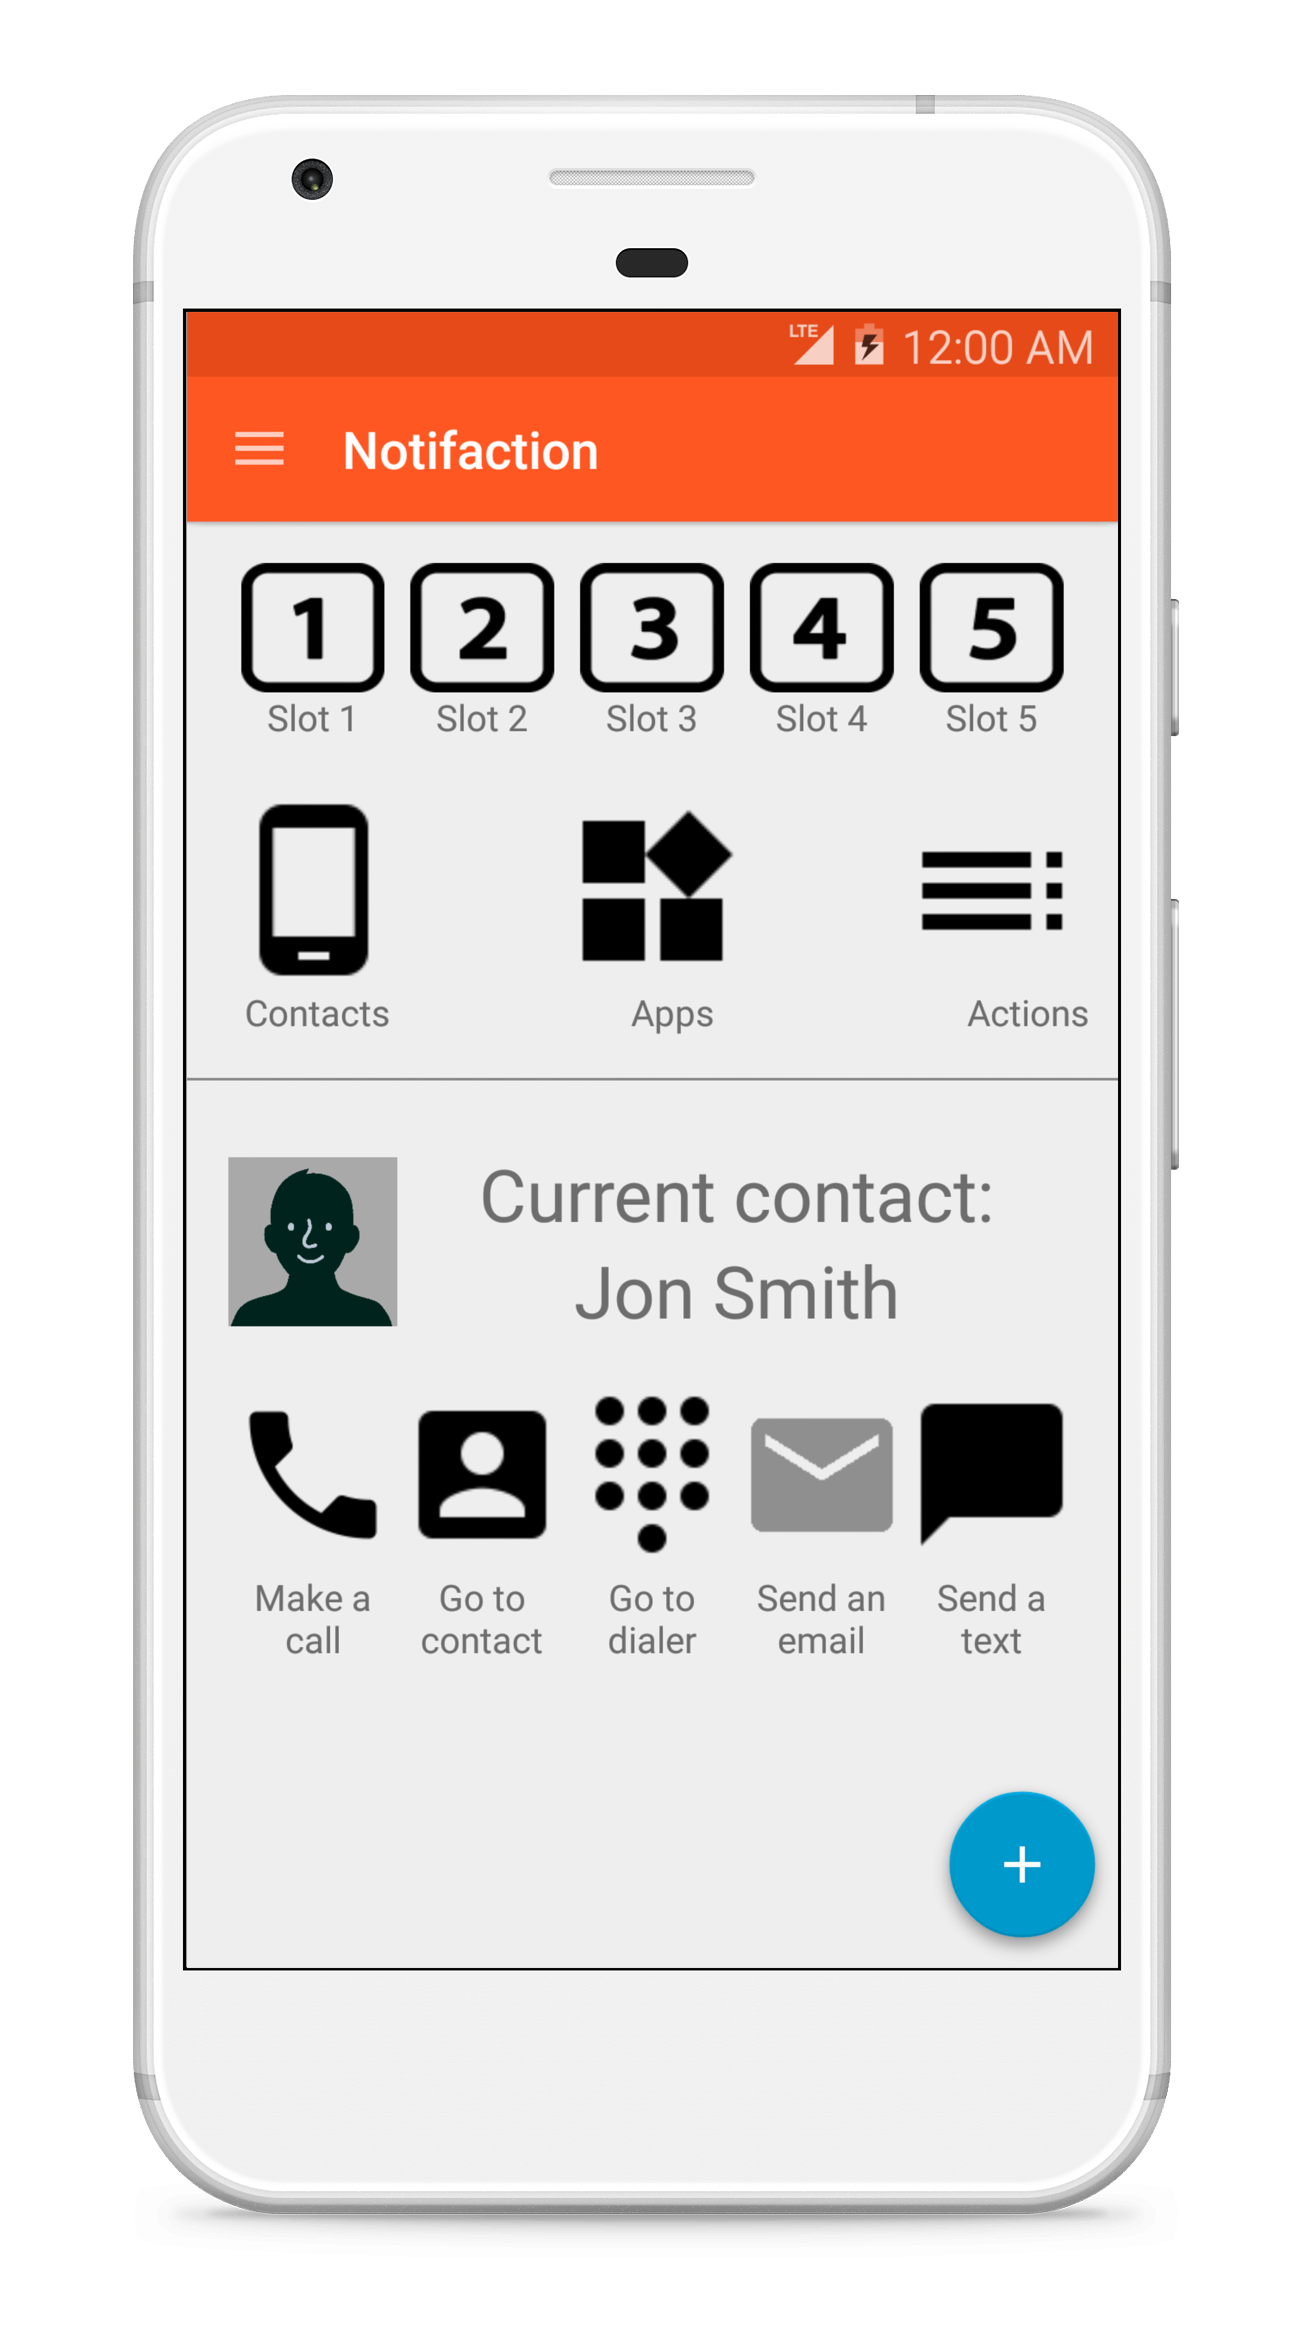 LTE 12:00 AM
Notifaction
1 2 3 4 5
Slot 1 Slot 2 Slot 3 Slot 4 Slot 5
Contacts Apps Actions
Current contact:
Jon Smith
Make a Go to Go to Send an Send a
call contact dialer email text